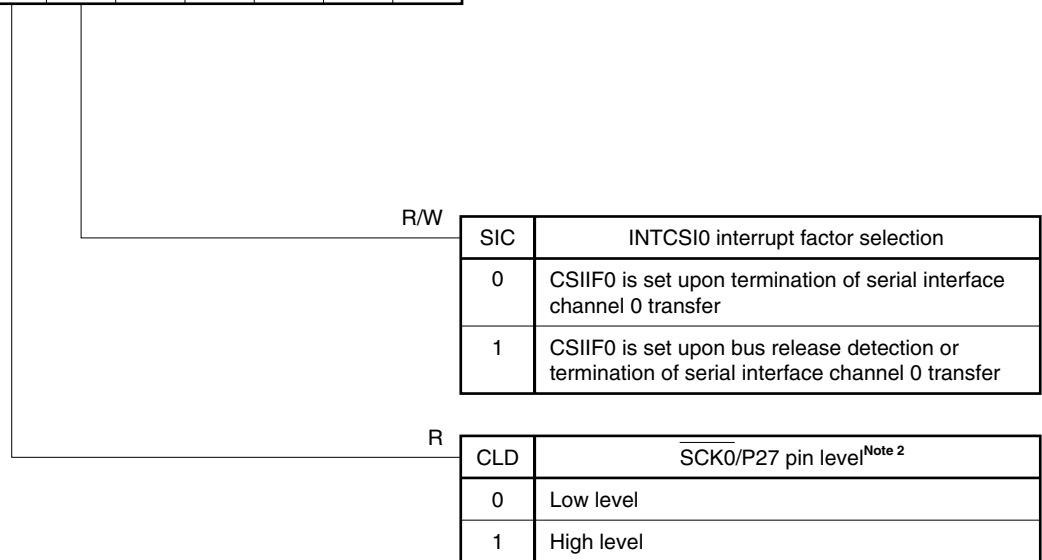 R/W
SIC INTCSI0 interrupt factor selection
0 CSIIF0 is set upon termination of serial interface
channel 0 transfer
1 CSIIF0 is set upon bus release detection or
termination of serial interface channel 0 transfer
R
CLD SCK0/P27 pin level Note 2
0 Low level
1 High level